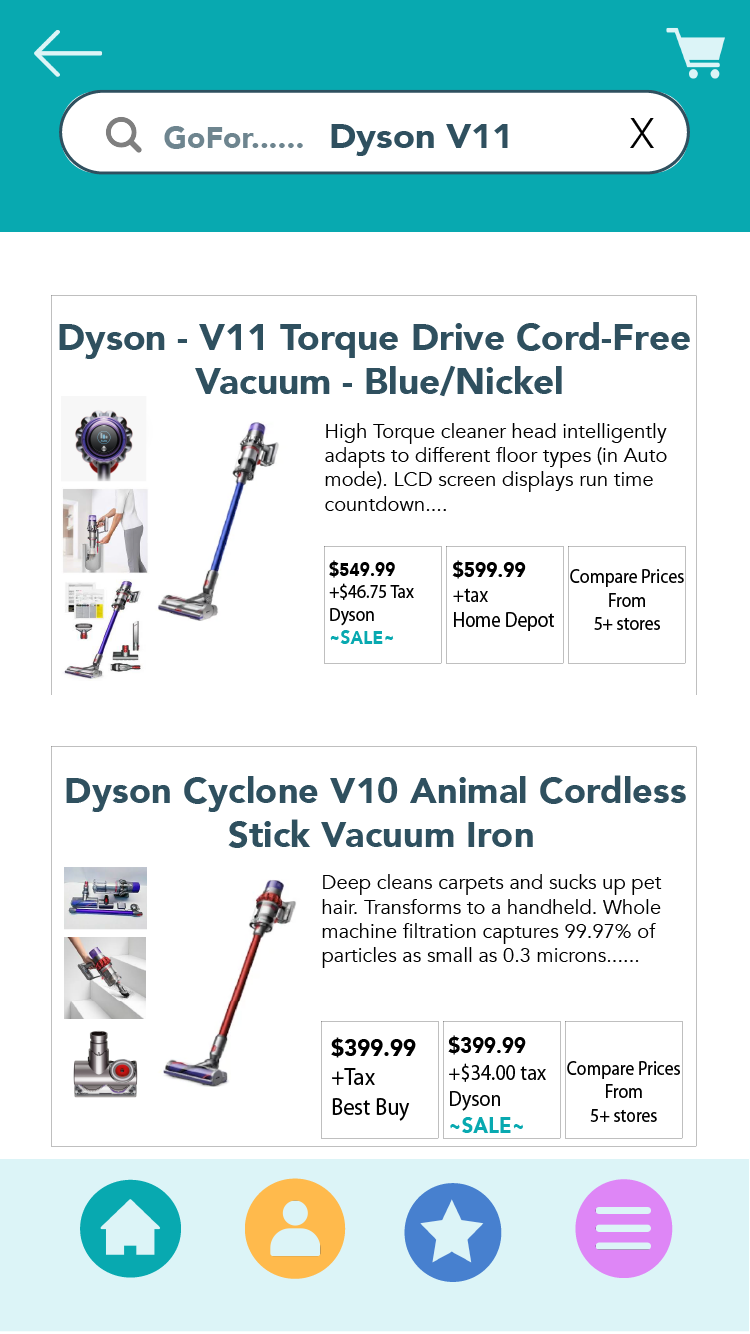 GoFor...... Dyson V11 X
Dyson - V11 Torque Drive Cord-Free
Vacuum - Blue/Nickel
High Torque cleaner head intelligently
adapts to different floor types (in Auto
mode). LCD screen displays run time
countdown....
$549.99
+$46.75 Tax
Dyson
~SALE~
$599.99
+tax
Home Depot
Compare Prices
From
5+ stores
Dyson Cyclone V10 Animal Cordless
Stick Vacuum Iron
Deep cleans carpets and sucks up pet
hair. Transforms to a handheld. Whole
machine filtration captures 99.97% of
particles as small as 0.3 microns......
$399.99
+Tax
Best Buy
$399.99
+$34.00 tax
Dyson
~SALE~
Compare Prices
From
5+ stores